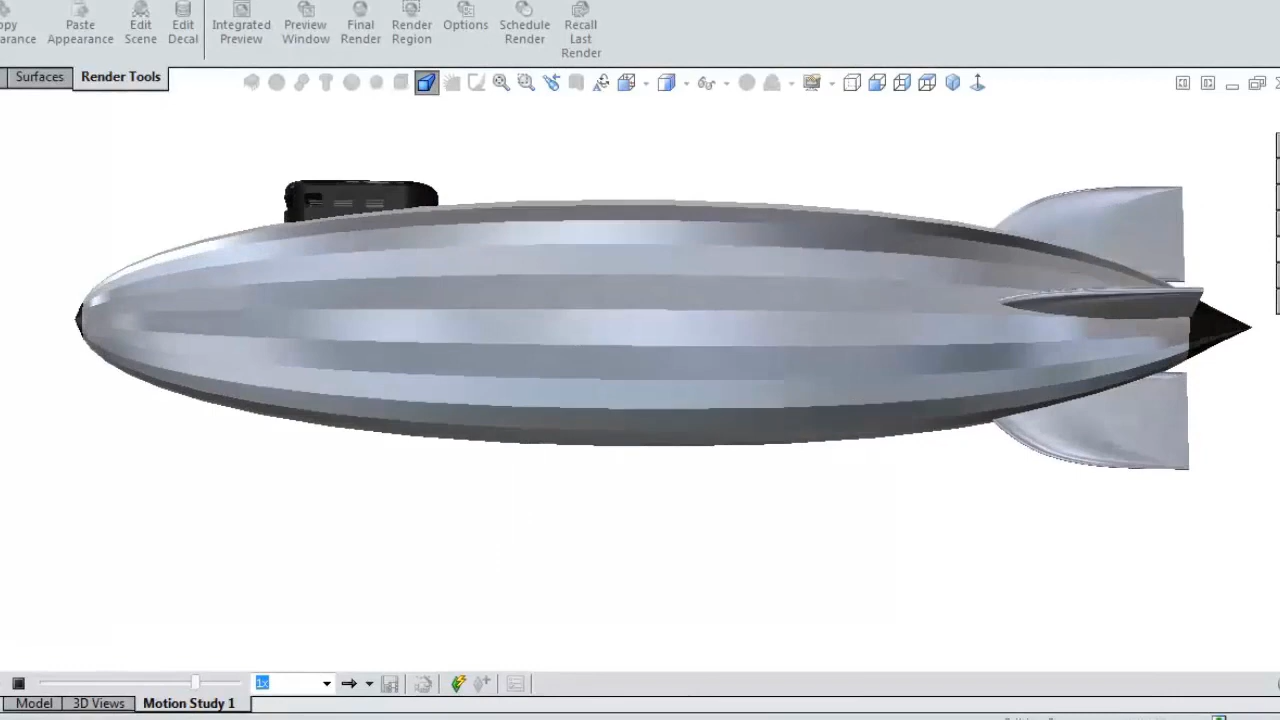 Paste Edit Edit Integrated Preview Final Render Options Schedule Recall
Appearance Scene Decal Preview Window Render Region Render Last
Render
Surfaces Render Tools
1x
Model 3D Views Motion Study 1